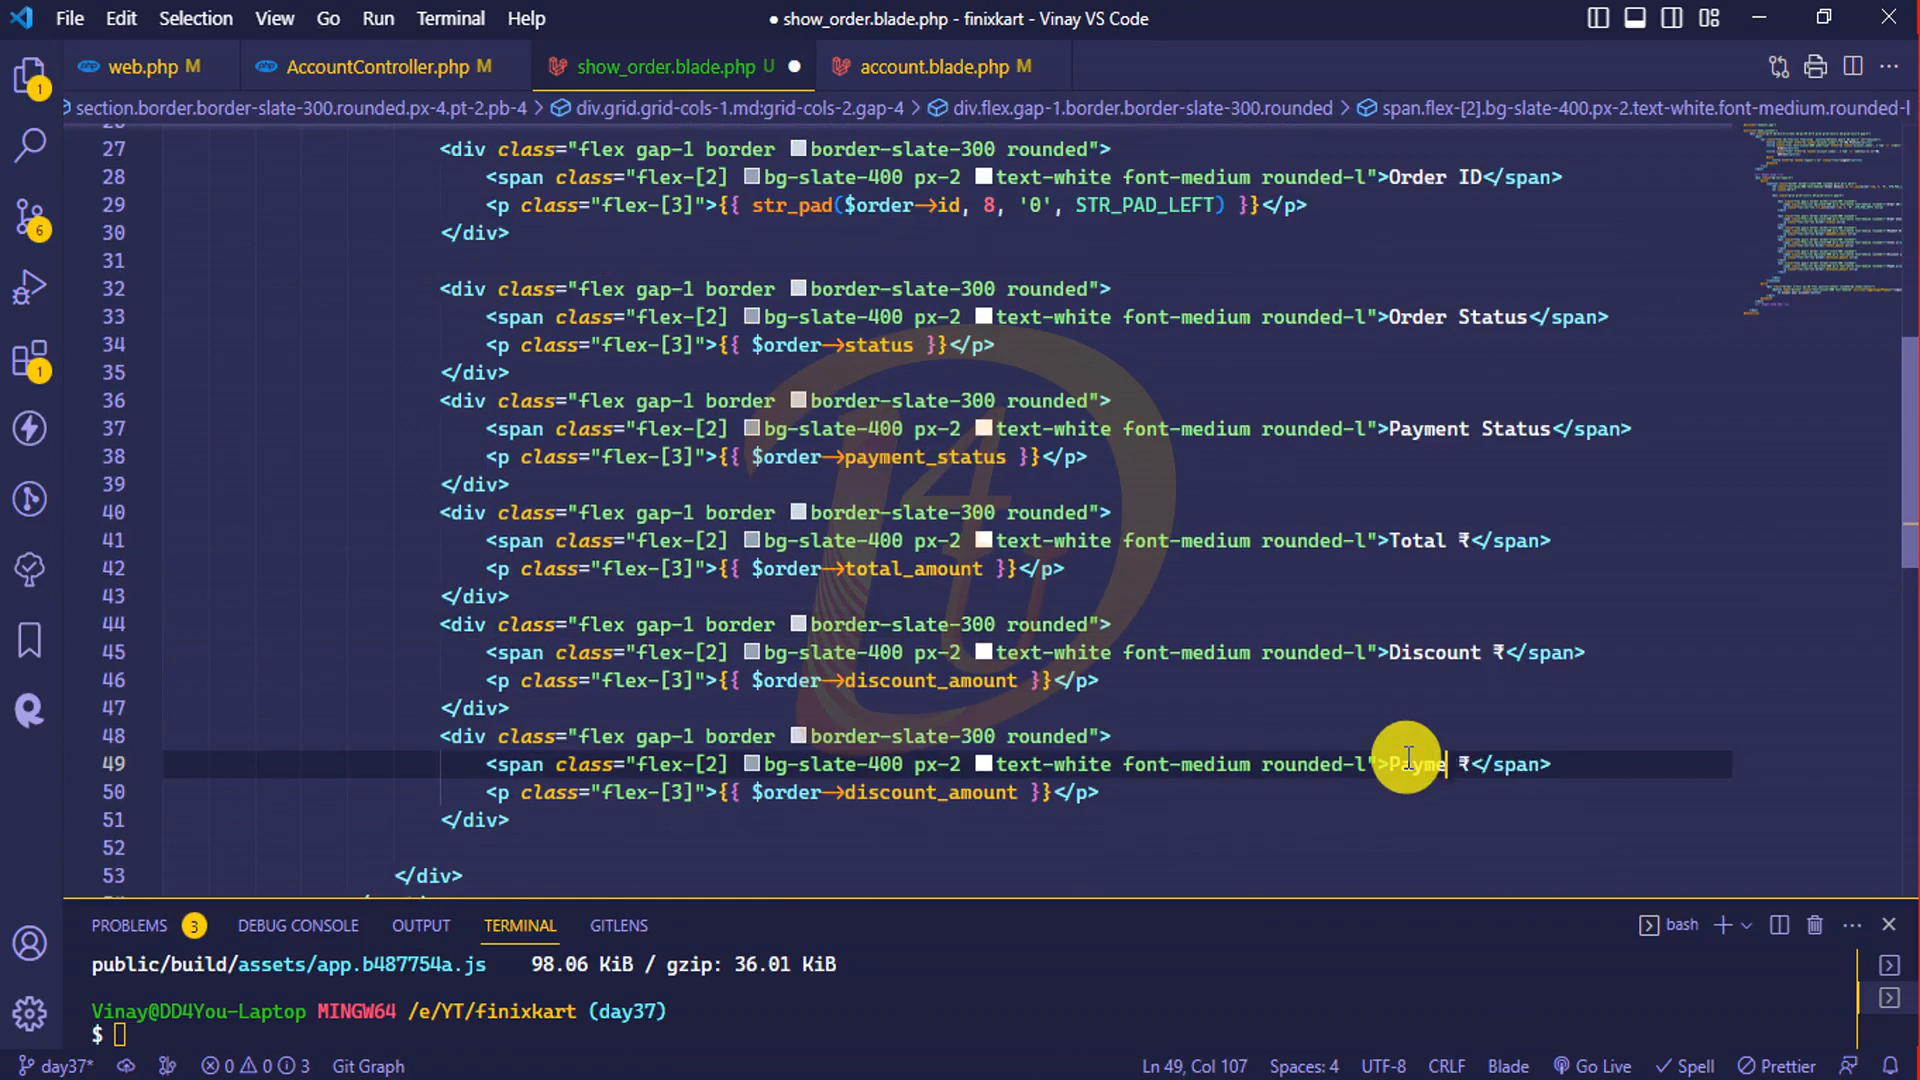 File Edit Selection View Go Run Terminal Help
● show_order.blade.php - finixkart - Vinay VS Code
web.php M AccountController.php M show_order.blade.php U ● account.blade.php M
section.border.border-slate-300.rounded.px-4.pt-2.pb-4 > div.grid.grid-cols-1.md:grid-cols-2.gap-4 > div.flex.gap-1.border.border-slate-300.rounded > span.flex-[2].bg-slate-400.px-2.text-white.font-medium.rounded-l
27 <div class="flex gap-1 border border-slate-300 rounded">
28 <span class="flex-[2] bg-slate-400 px-2 text-white font-medium rounded-l">Order ID</span>
29 <p class="flex-[3]">{{ str_pad($order->id, 8, '0', STR_PAD_LEFT) }}</p>
30 </div>
31
32 <div class="flex gap-1 border border-slate-300 rounded">
33 <span class="flex-[2] bg-slate-400 px-2 text-white font-medium rounded-l">Order Status</span>
34 <p class="flex-[3]">{{ $order->status }}</p>
35 </div>
36 <div class="flex gap-1 border border-slate-300 rounded">
37 <span class="flex-[2] bg-slate-400 px-2 text-white font-medium rounded-l">Payment Status</span>
38 <p class="flex-[3]">{{ $order->payment_status }}</p>
39 </div>
40 <div class="flex gap-1 border border-slate-300 rounded">
41 <span class="flex-[2] bg-slate-400 px-2 text-white font-medium rounded-l">Total ₹</span>
42 <p class="flex-[3]">{{ $order->total_amount }}</p>
43 </div>
44 <div class="flex gap-1 border border-slate-300 rounded">
45 <span class="flex-[2] bg-slate-400 px-2 text-white font-medium rounded-l">Discount ₹</span>
46 <p class="flex-[3]">{{ $order->discount_amount }}</p>
47 </div>
48 <div class="flex gap-1 border border-slate-300 rounded">
49 <span class="flex-[2] bg-slate-400 px-2 text-white font-medium rounded-l">Payme ₹</span>
50 <p class="flex-[3]">{{ $order->discount_amount }}</p>
51 </div>
52
53 </div>
PROBLEMS 3 DEBUG CONSOLE OUTPUT TERMINAL GITLENS
bash
public/build/assets/app.b487754a.js 98.06 KiB / gzip: 36.01 KiB
Vinay@DD4You-Laptop MINGW64 /e/YT/finixkart (day37)
$
day37* 0 0 3 Git Graph Ln 49, Col 107 Spaces: 4 UTF-8 CRLF Blade Go Live Spell Prettier